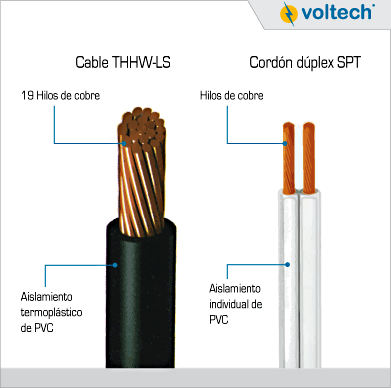 voltech
Cable THHW-LS
Cordón dúplex SPT
19 Hilos de cobre
Hilos de cobre
Aislamiento
termoplástico
de PVC
Aislamiento
individual de
PVC